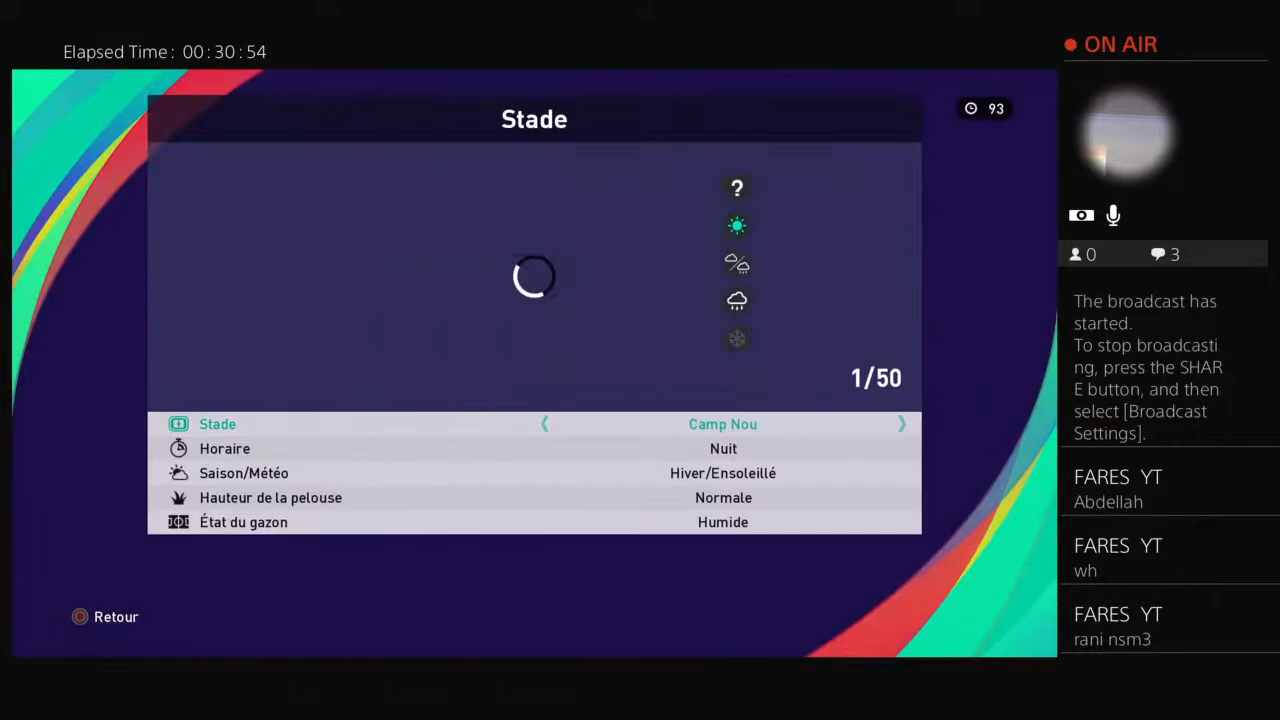 Elapsed Time: 00:30:54
ON AIR
Stade
93
?
0
3
1/50
The broadcast has
started.
To stop broadcasti
ng, press the SHAR
E button, and then
select [Broadcast
Settings].
Stade Camp Nou
Horaire Nuit
Saison/Météo Hiver/Ensoleillé
Hauteur de la pelouse Normale
État du gazon Humide
FARES YT
Abdellah
FARES YT
wh
FARES YT
rani nsm3
Retour